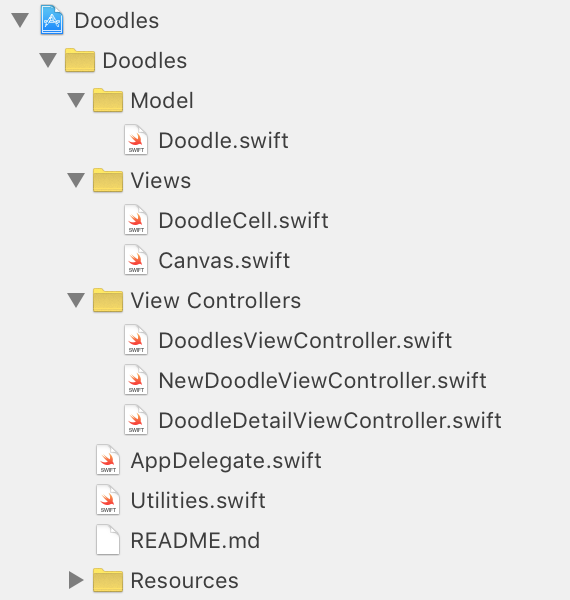 Doodles
Doodles
Model
Doodle.swift
Views
DoodleCell.swift
Canvas.swift
View Controllers
DoodlesViewController.swift
NewDoodleViewController.swift
DoodleDetailViewController.swift
AppDelegate.swift
Utilities.swift
README.md
Resources